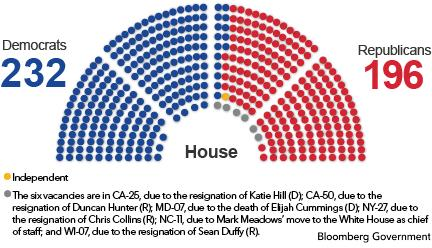 Democrats
232
Republicans
196
House
Independent
The six vacancies are in CA-25, due to the resignation of Katie Hill (D); CA-50, due to the
resignation of Duncan Hunter (R); MD-07, due to the death of Elijah Cummings (D); NY-27, due to
the resignation of Chris Collins (R); NC-11, due to Mark Meadows' move to the White House as chief
of staff; and WI-07, due to the resignation of Sean Duffy (R).
Bloomberg Government